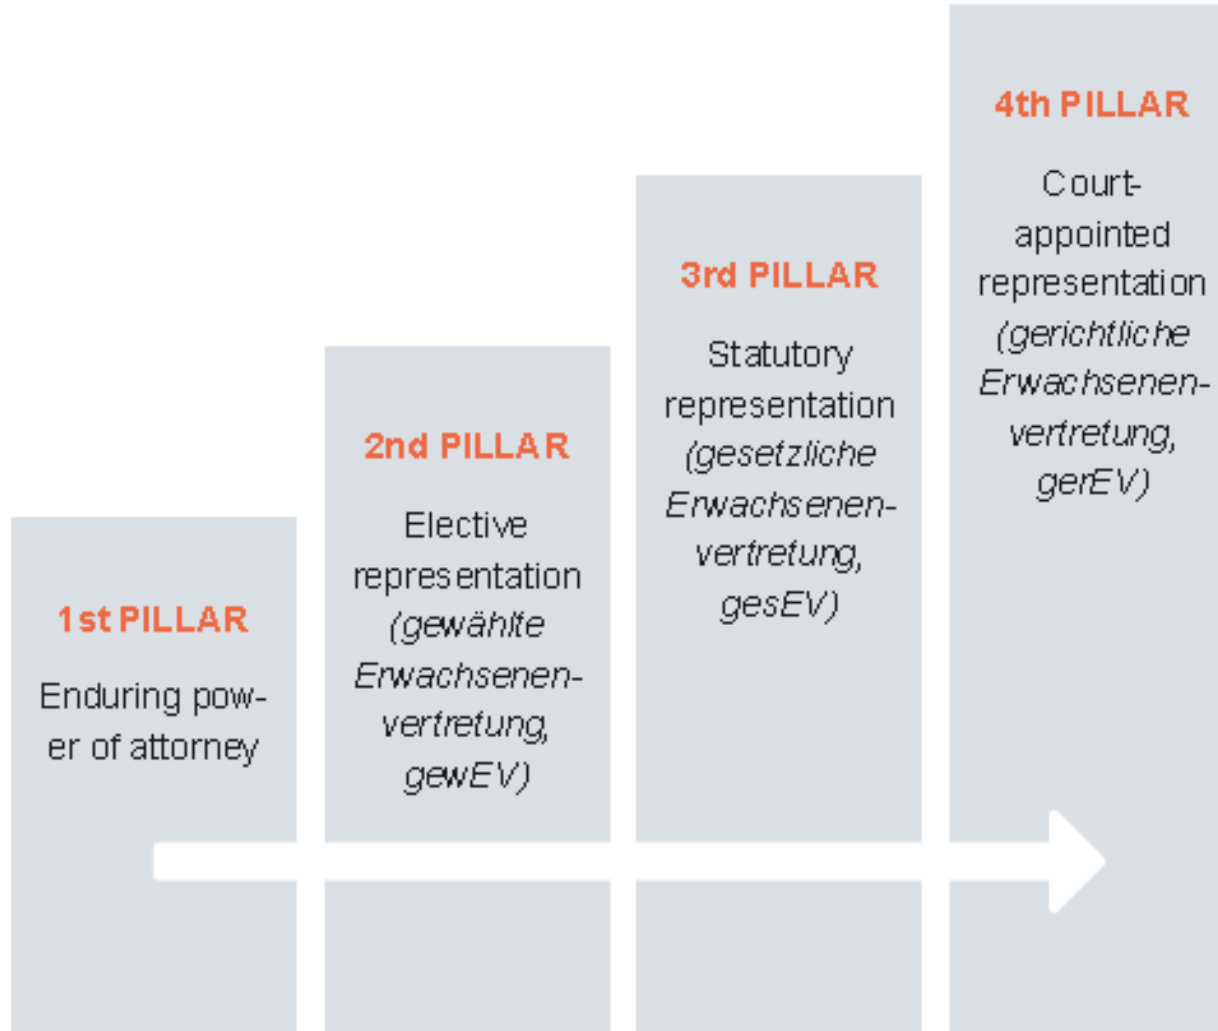 1st PILLAR
Enduring pow-
er of attorney
2nd PILLAR
Elective
representation
(gewählte
Erwachsenen-
vertretung,
gewEV)
3rd PILLAR
Statutory
representation
(gesetzliche
Erwachsenen-
vertretung,
gesEV)
4th PILLAR
Court-
appointed
representation
(gerichtliche
Erwachsenen-
vertretung,
gerEV)